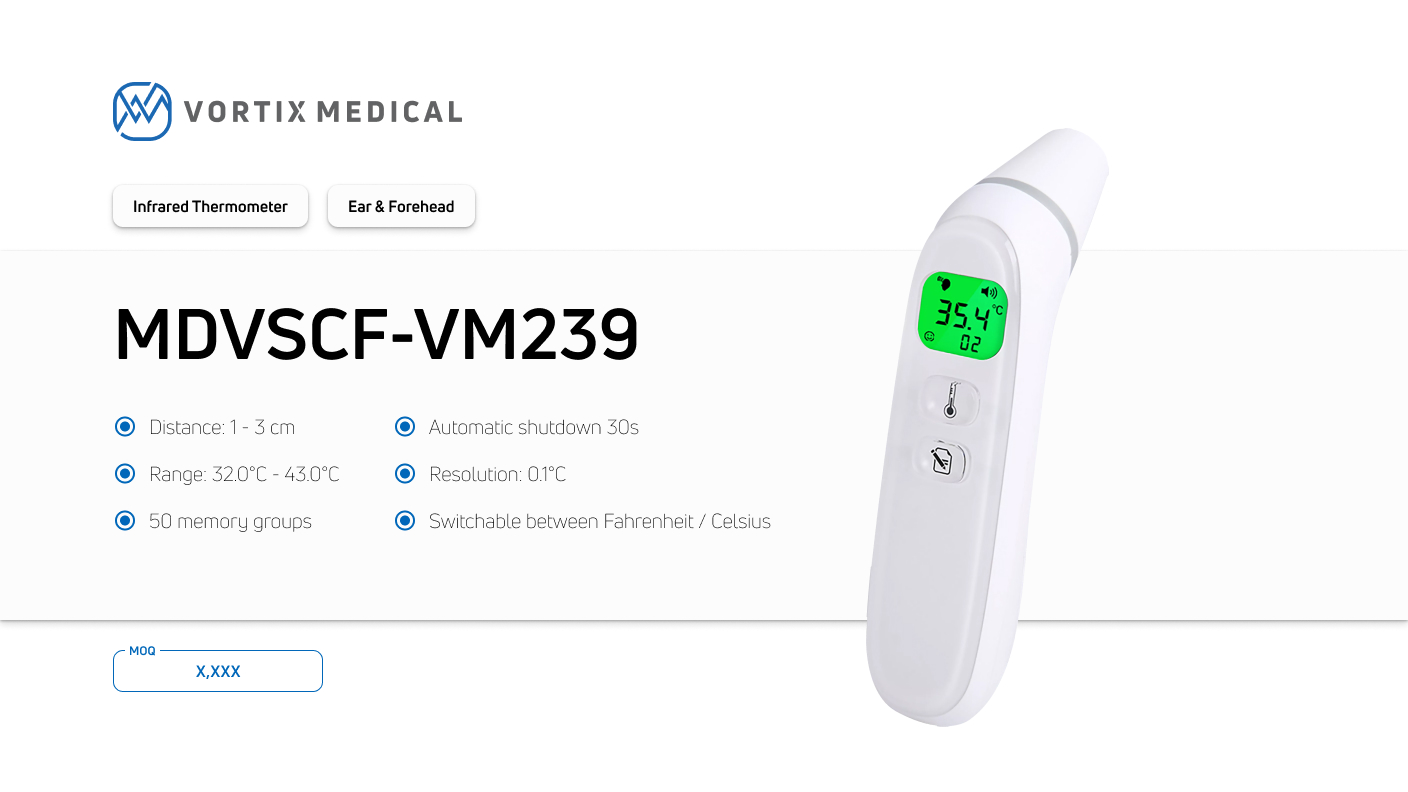 VORTIX MEDICAL
Infrared Thermometer
Ear & Forehead
MDVSCF-VM239
Distance: 1 - 3 cm
Automatic shutdown 30s
Range: 32.0°C - 43.0°C
Resolution: 0.1°C
50 memory groups
Switchable between Fahrenheit / Celsius
MOQ
X,XXX
35.4 °C
02